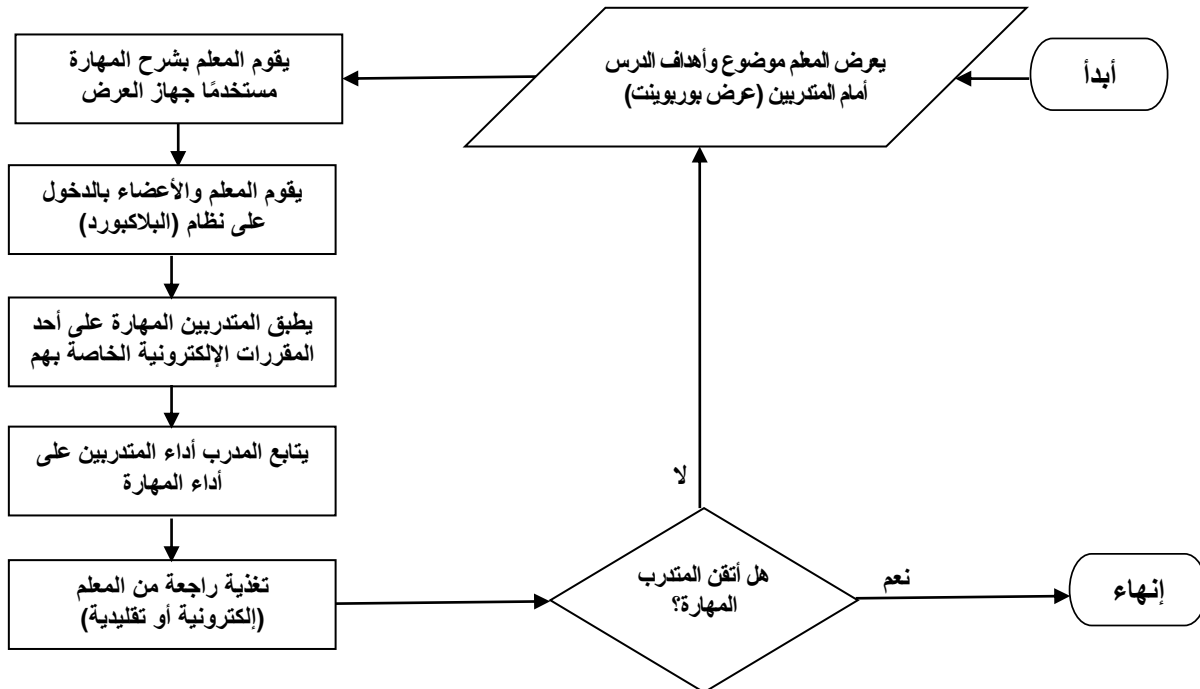 أبدأ
يعرض المعلم موضوع وأهداف الدرس
أمام المتدربين (عرض بوربوينت)
يقوم المعلم بشرح المهارة
مستخدمًا جهاز العرض
يقوم المعلم والأعضاء بالدخول
على نظام (البلاكبورد)
يطبق المتدربين المهارة على أحد
المقررات الإلكترونية الخاصة بهم
يتابع المدرب أداء المتدربين على
أداء المهارة
تغذية راجعة من المعلم
(إلكترونية أو تقليدية)
هل أتقن المتدرب
المهارة؟
لا
نعم
إنهاء